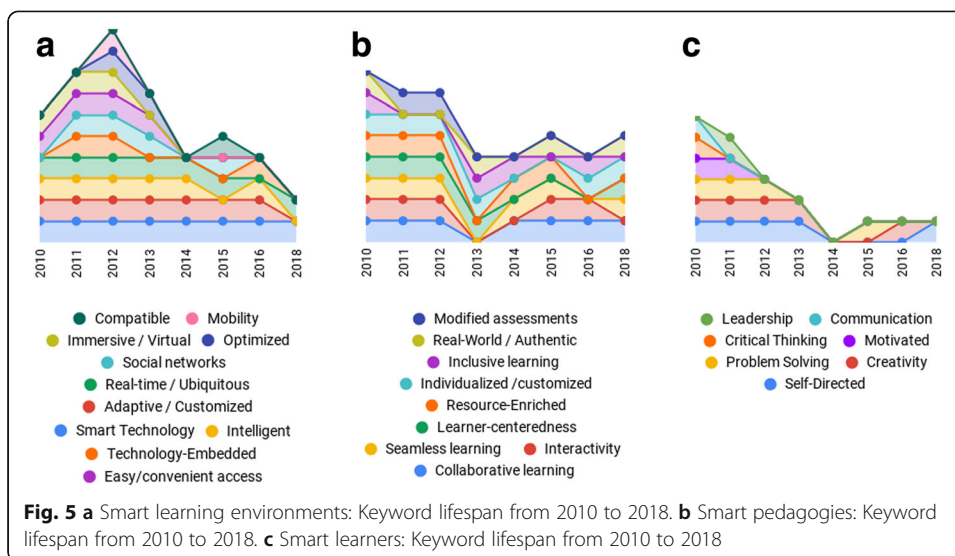 a
b
c
2010 2011 2012 2013 2014 2015 2016 2018
2010 2011 2012 2013 2014 2015 2016 2018
2010 2011 2012 2013 2014 2015 2016 2018
Compatible Mobility
Immersive / Virtual Optimized
Social networks
Real-time / Ubiquitous
Adaptive / Customized
Smart Technology Intelligent
Technology-Embedded
Easy/convenient access
Modified assessments
Real-World / Authentic
Inclusive learning
Individualized /customized
Resource-Enriched
Learner-centeredness
Seamless learning Interactivity
Collaborative learning
Leadership Communication
Critical Thinking Motivated
Problem Solving Creativity
Self-Directed
Fig. 5 a Smart learning environments: Keyword lifespan from 2010 to 2018. b Smart pedagogies: Keyword
lifespan from 2010 to 2018. c Smart learners: Keyword lifespan from 2010 to 2018